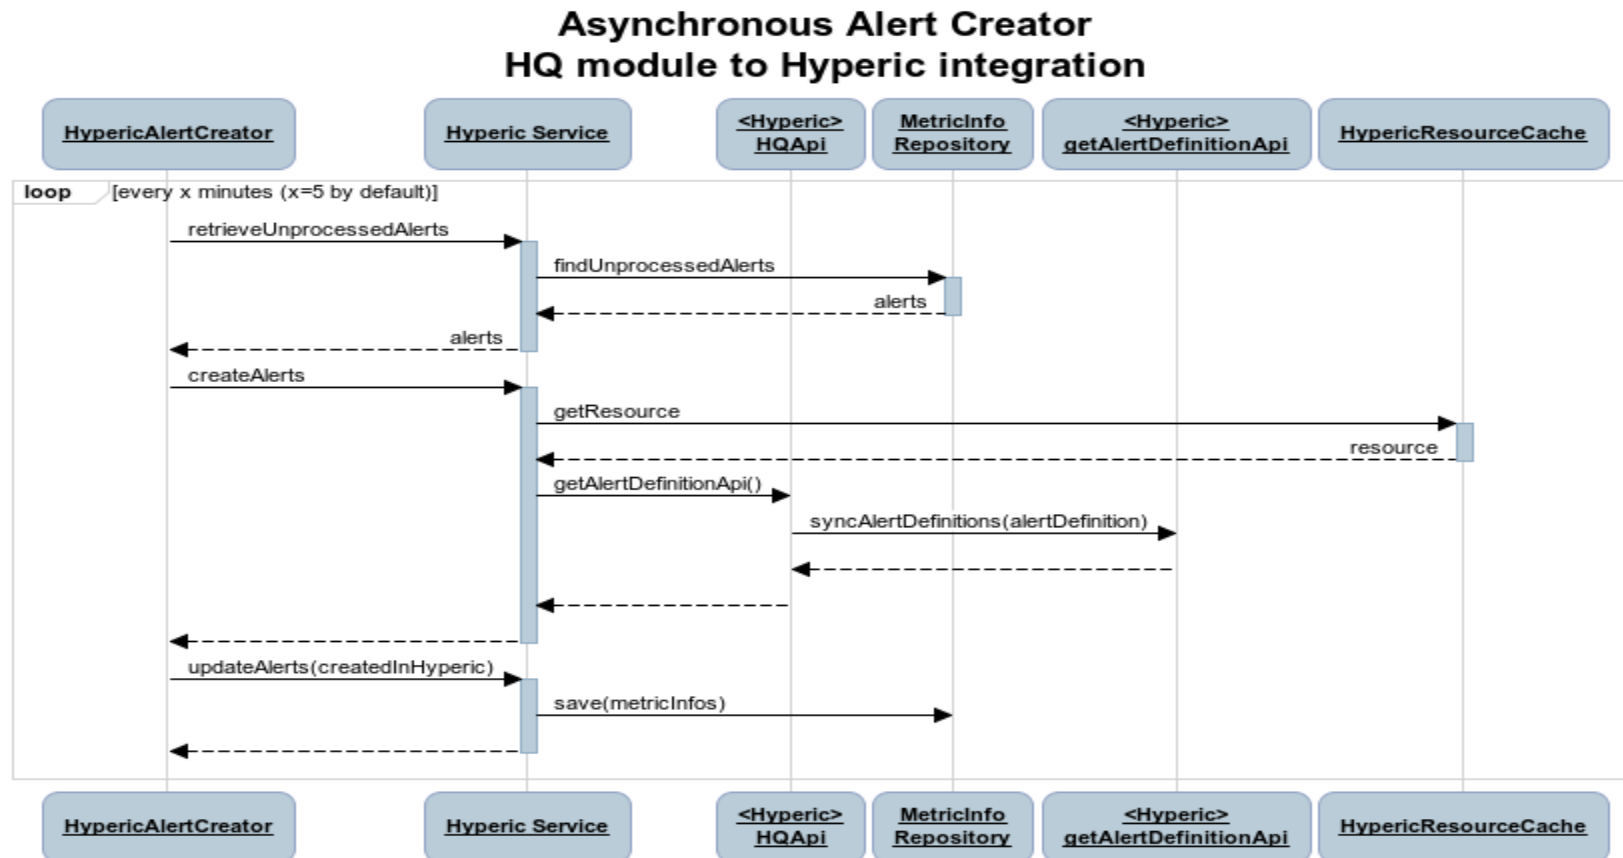 Asynchronous Alert Creator
HQ module to Hyperic integration
HypericAlertCreator
Hyperic Service
<Hyperic>
HQApi
MetricInfo
Repository
<Hyperic>
getAlertDefinitionApi
HypericResourceCache
loop [every x minutes (x=5 by default)]
retrieveUnprocessedAlerts
findUnprocessedAlerts
alerts
alerts
createAlerts
getResource
resource
getAlertDefinitionApi()
syncAlertDefinitions(alertDefinition)
updateAlerts(createdInHyperic)
save(metricInfos)
HypericAlertCreator
Hyperic Service
<Hyperic>
HQApi
MetricInfo
Repository
<Hyperic>
getAlertDefinitionApi
HypericResourceCache